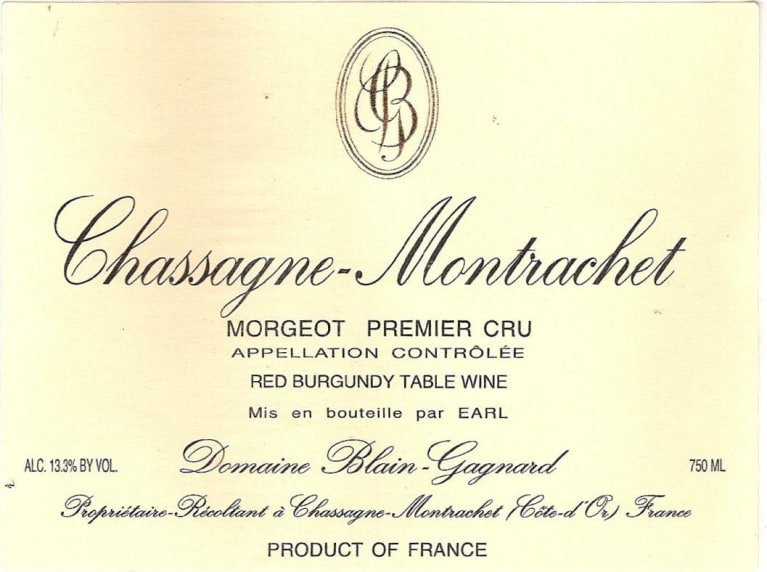 Chassagne-Montrachet
MORGEOT PREMIER CRU
APPELLATION CONTRÔLÉE
RED BURGUNDY TABLE WINE
Mis en bouteille par EARL
ALC. 13.3% BY VOL. Domaine Blain-Gagnard 750 ML
Propriétaire-Récoltant à Chassagne-Montrachet (Côte-d'Or) France
PRODUCT OF FRANCE